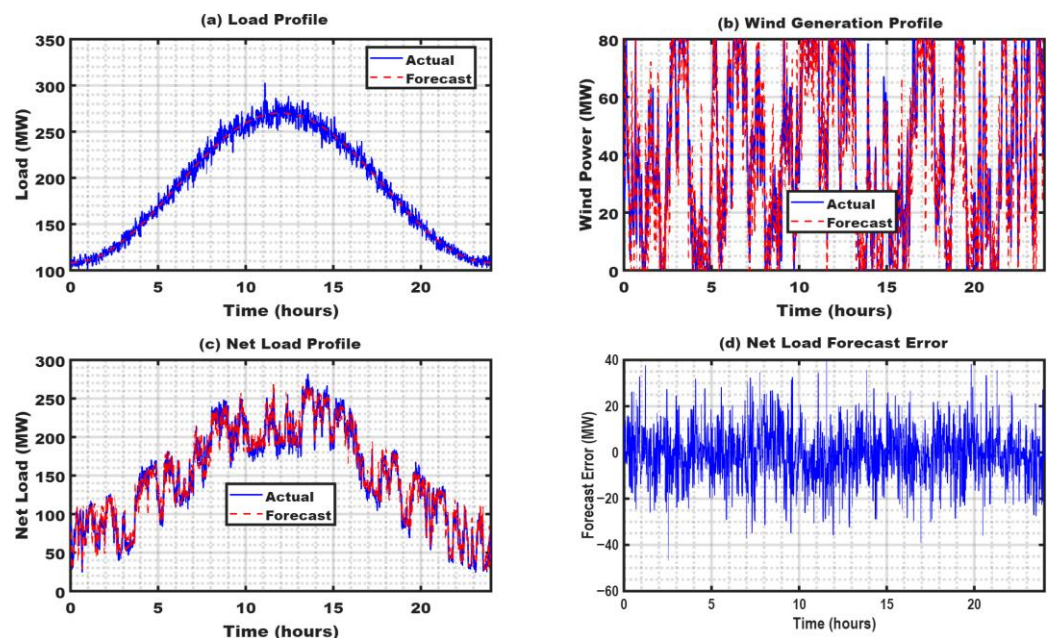 (a) Load Profile
350
300
250
200
150
100
Load (MW)
Actual
Forecast
0
5
10
15
20
Time (hours)
(b) Wind Generation Profile
80
60
40
20
0
Wind Power (MW)
Actual
Forecast
0
5
10
15
20
Time (hours)
(c) Net Load Profile
300
250
200
150
100
50
0
Net Load (MW)
Actual
Forecast
0
5
10
15
20
Time (hours)
(d) Net Load Forecast Error
40
20
0
−20
−40
−60
Forecast Error (MW)
0
5
10
15
20
Time (hours)